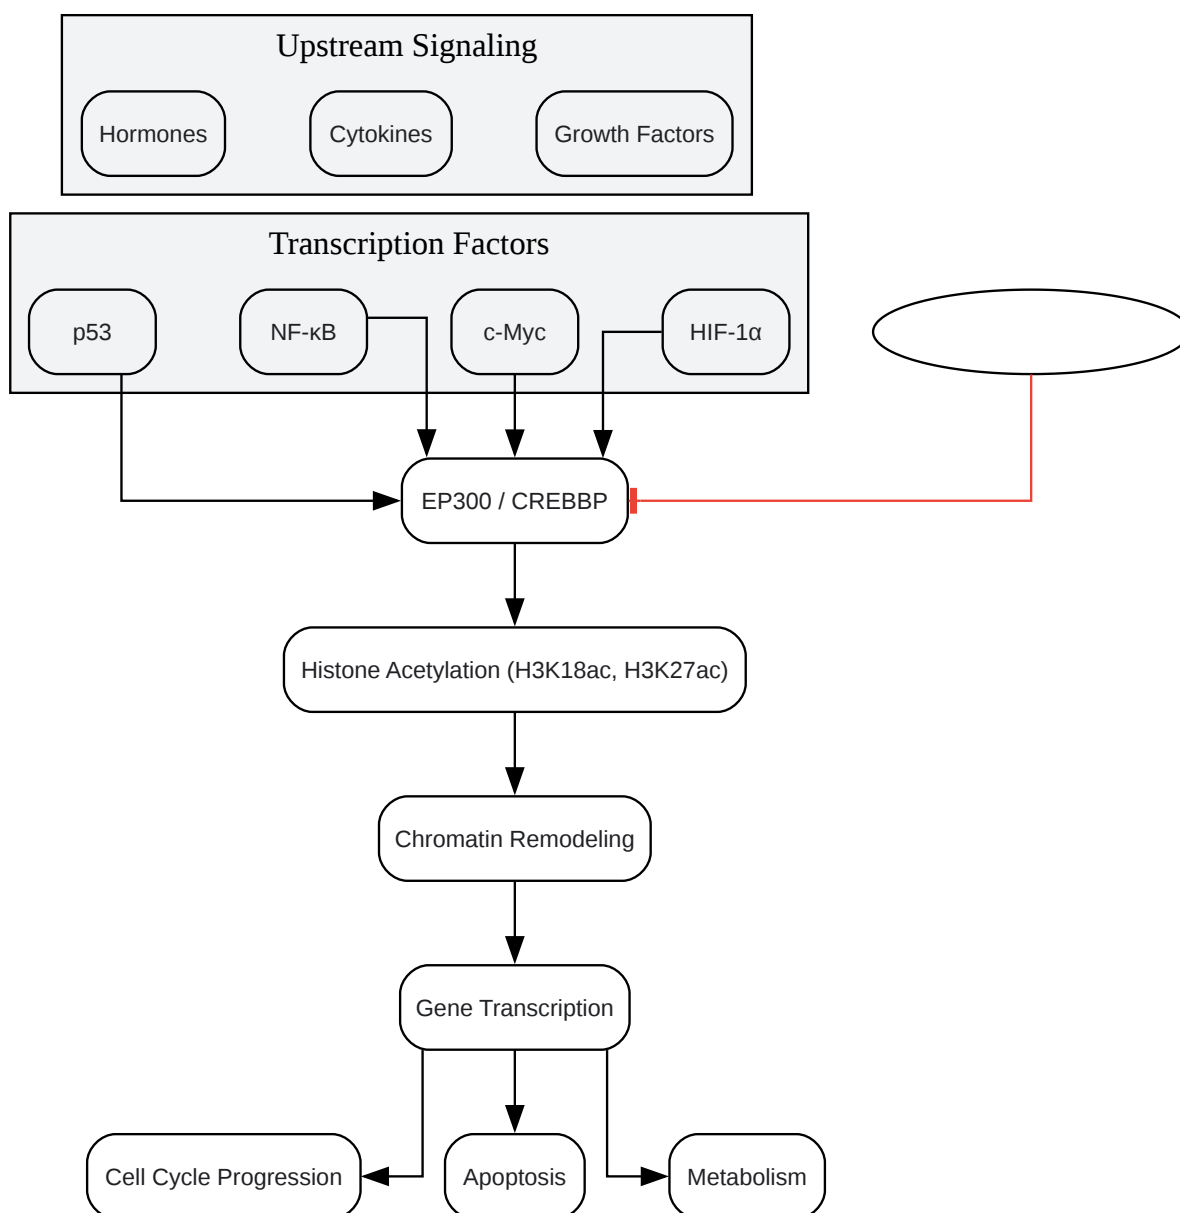 Upstream Signaling
Hormones
Cytokines
Growth Factors
Transcription Factors
p53
NF-κB
c-Myc
HIF-1α
EP300 / CREBBP
Histone Acetylation (H3K18ac, H3K27ac)
Chromatin Remodeling
Gene Transcription
Cell Cycle Progression
Apoptosis
Metabolism